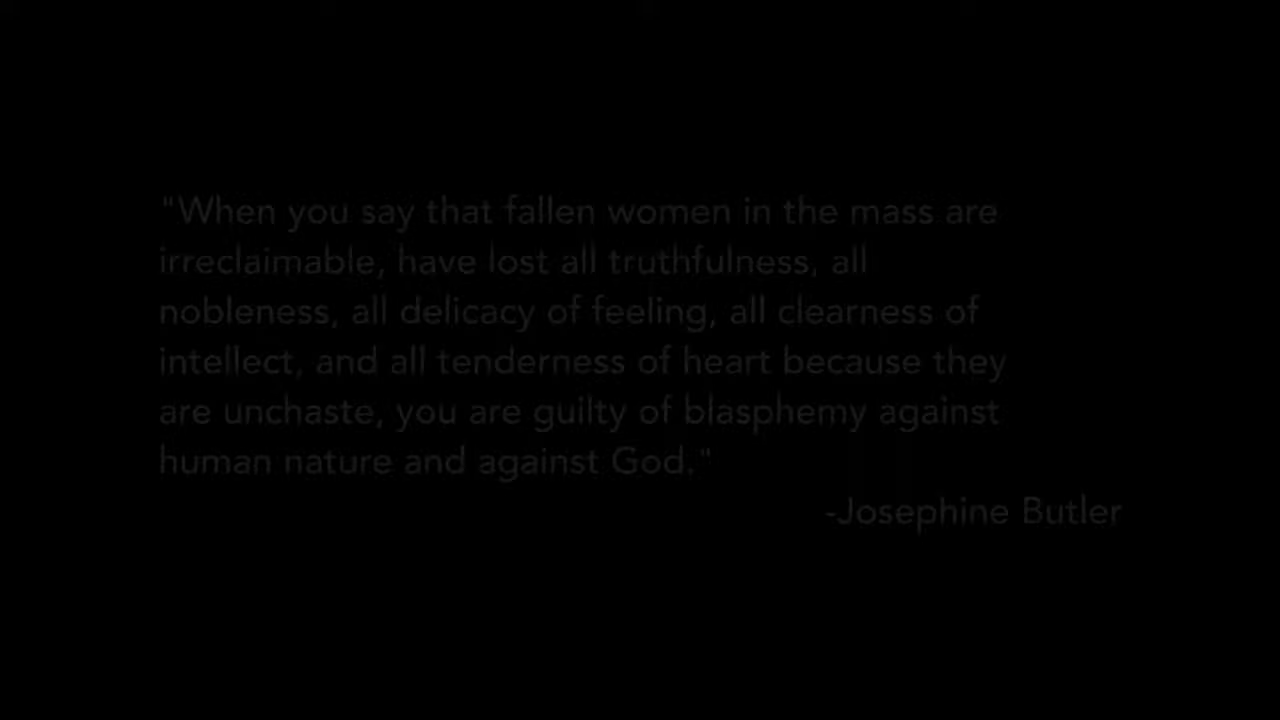 "When you say that fallen women in the mass are
irreclaimable, have lost all truthfulness, all
nobleness, all delicacy of feeling, all clearness of
intellect, and all tenderness of heart because they
are unchaste, you are guilty of blasphemy against
human nature and against God."
-Josephine Butler